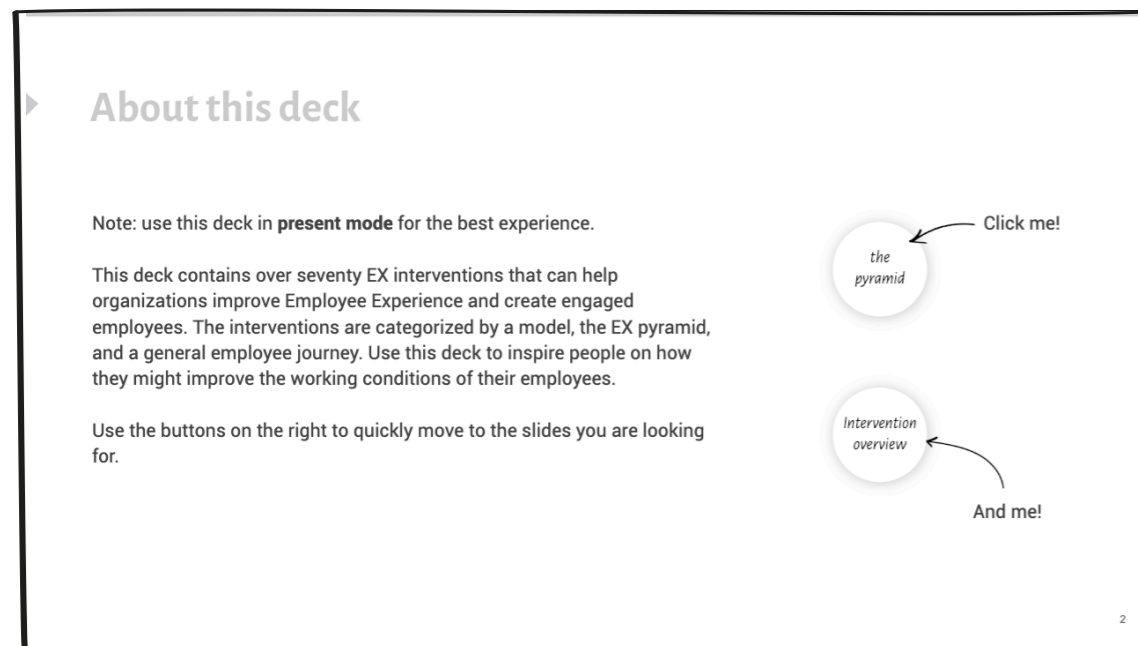 About this deck
Note: use this deck in present mode for the best experience.
This deck contains over seventy EX interventions that can help
organizations improve Employee Experience and create engaged
employees. The interventions are categorized by a model, the EX pyramid,
and a general employee journey. Use this deck to inspire people on how
they might improve the working conditions of their employees.
Use the buttons on the right to quickly move to the slides you are looking
for.
Click me!
the
pyramid
Intervention
overview
And me!
2